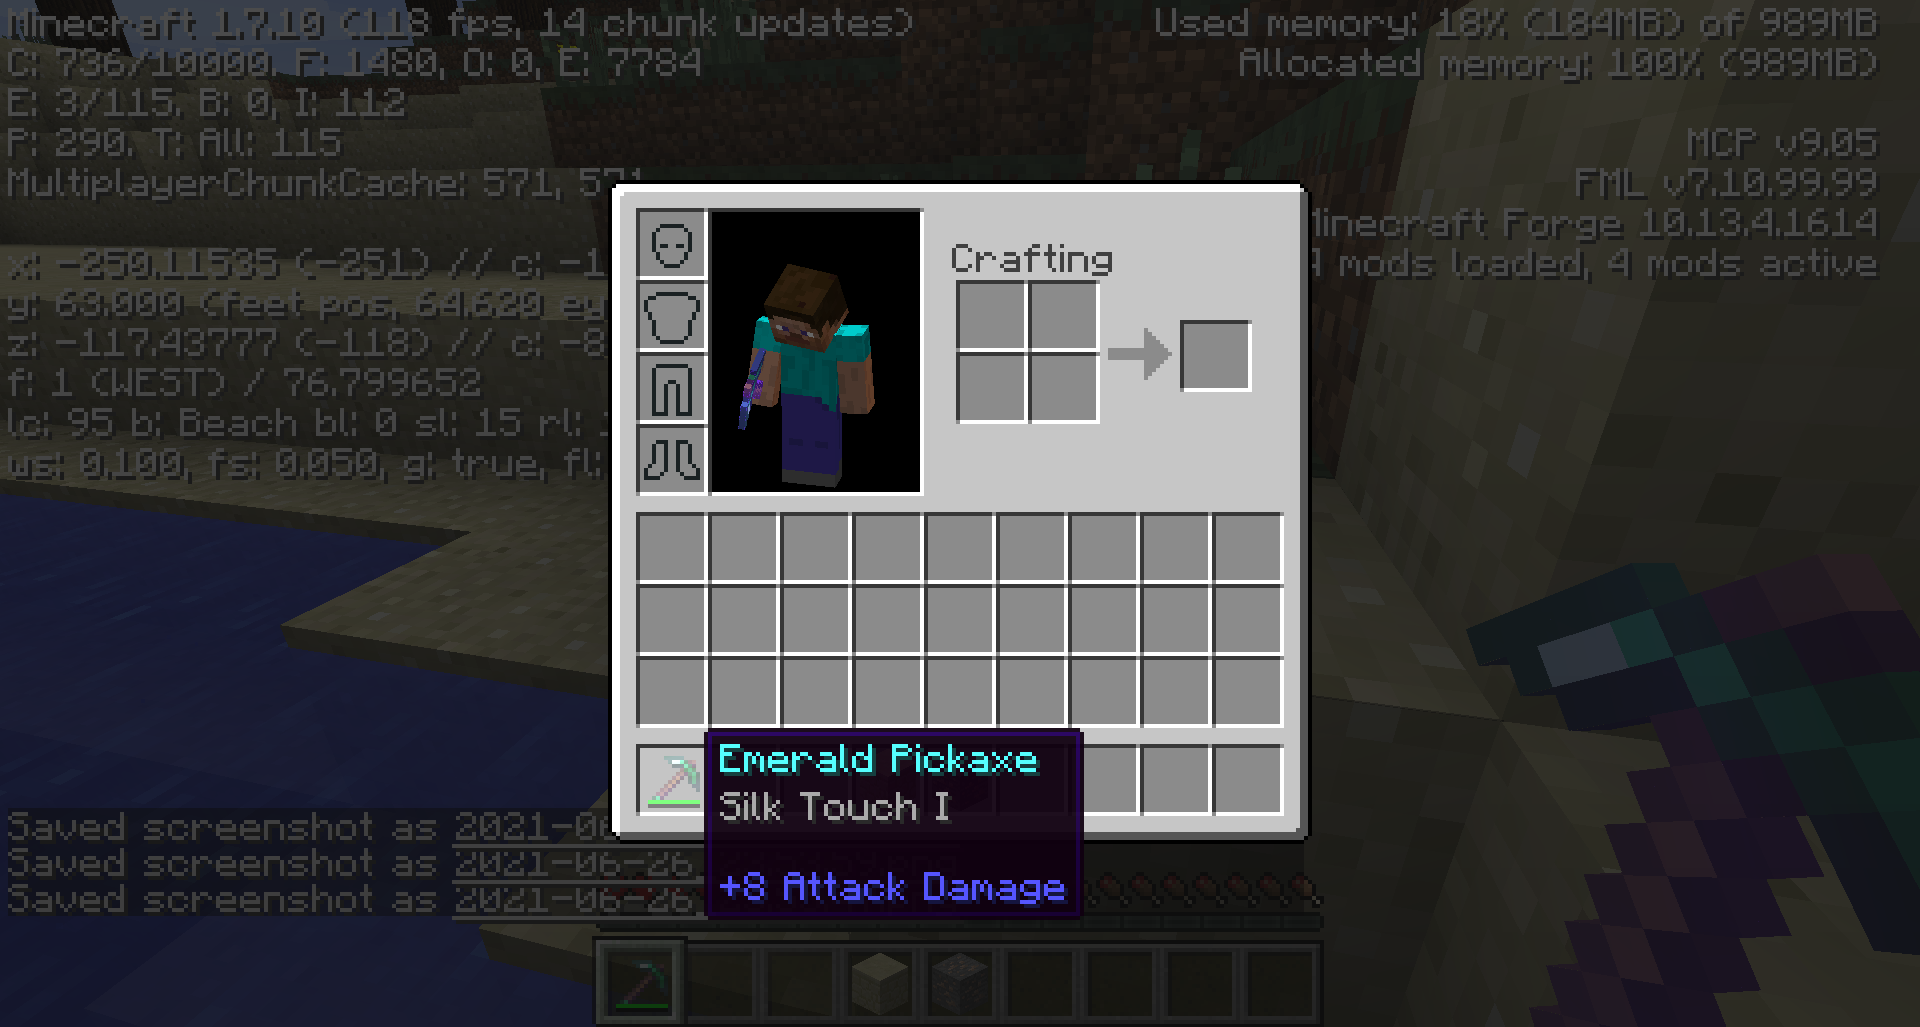 Minecraft 1.7.10 (118 fps, 14 chunk updates)
C: 736/10000 F: 1480, O: 0, E: 7784
E: 3/115. B: 0, I: 112
P: 290. T: All: 115
MultiplayerChunkCache: 571, 571
x: -250.11535 (-251) // c: -1
y: 63.000 (feet pos, 64.620 ey
z: -117.43777 (-118) // c: -8
f: 1 (WEST) / 76.799652
lc: 95 b: Beach bl: 0 sl: 15 rl:
ws: 0.100, fs: 0.050, g: true, fl:
Used memory: 18% (184MB) of 989MB
Allocated memory: 100% (989MB)
MCP v9.05
FML v7.10.99.99
Minecraft Forge 10.13.4.1614
4 mods loaded, 4 mods active
Crafting
Emerald Pickaxe
Silk Touch I
+8 Attack Damage
Saved screenshot as 2021-06
Saved screenshot as 2021-06-26
Saved screenshot as 2021-06-26